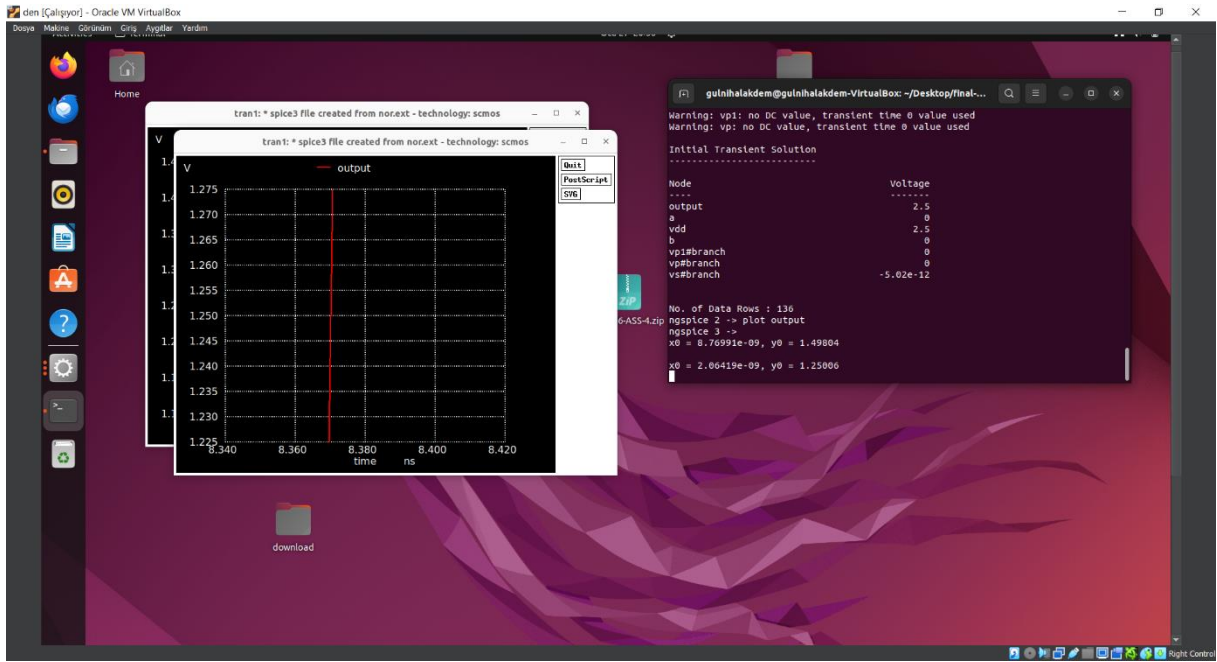 den [Çalışıyor] - Oracle VM VirtualBox
Dosya Makine Görünüm Giriş Aygıtlar Yardım
Home
tran1: * spice3 file created from nor.ext - technology: scmos
V
tran1: * spice3 file created from nor.ext - technology: scmos
V
output
Quit
PostScript
SVG
1.275
1.270
1.265
1.260
1.255
1.250
1.245
1.240
1.235
1.230
1.225
8.340 8.360 8.380 8.400 8.420
time ns
6-ASS-4.zip
download
gulnihalakdem@gulnihalakdem-VirtualBox: ~/Desktop/final-...
Warning: vp1: no DC value, transient time 0 value used
Warning: vp: no DC value, transient time 0 value used
Initial Transient Solution
--------------------------
Node Voltage
---- -------
output 2.5
a 0
vdd 2.5
b 0
vp1#branch 0
vp#branch 0
vs#branch -5.02e-12
No. of Data Rows : 136
ngspice 2 -> plot output
ngspice 3 ->
x0 = 8.76991e-09, y0 = 1.49804
x0 = 2.06419e-09, y0 = 1.25006
Right Control